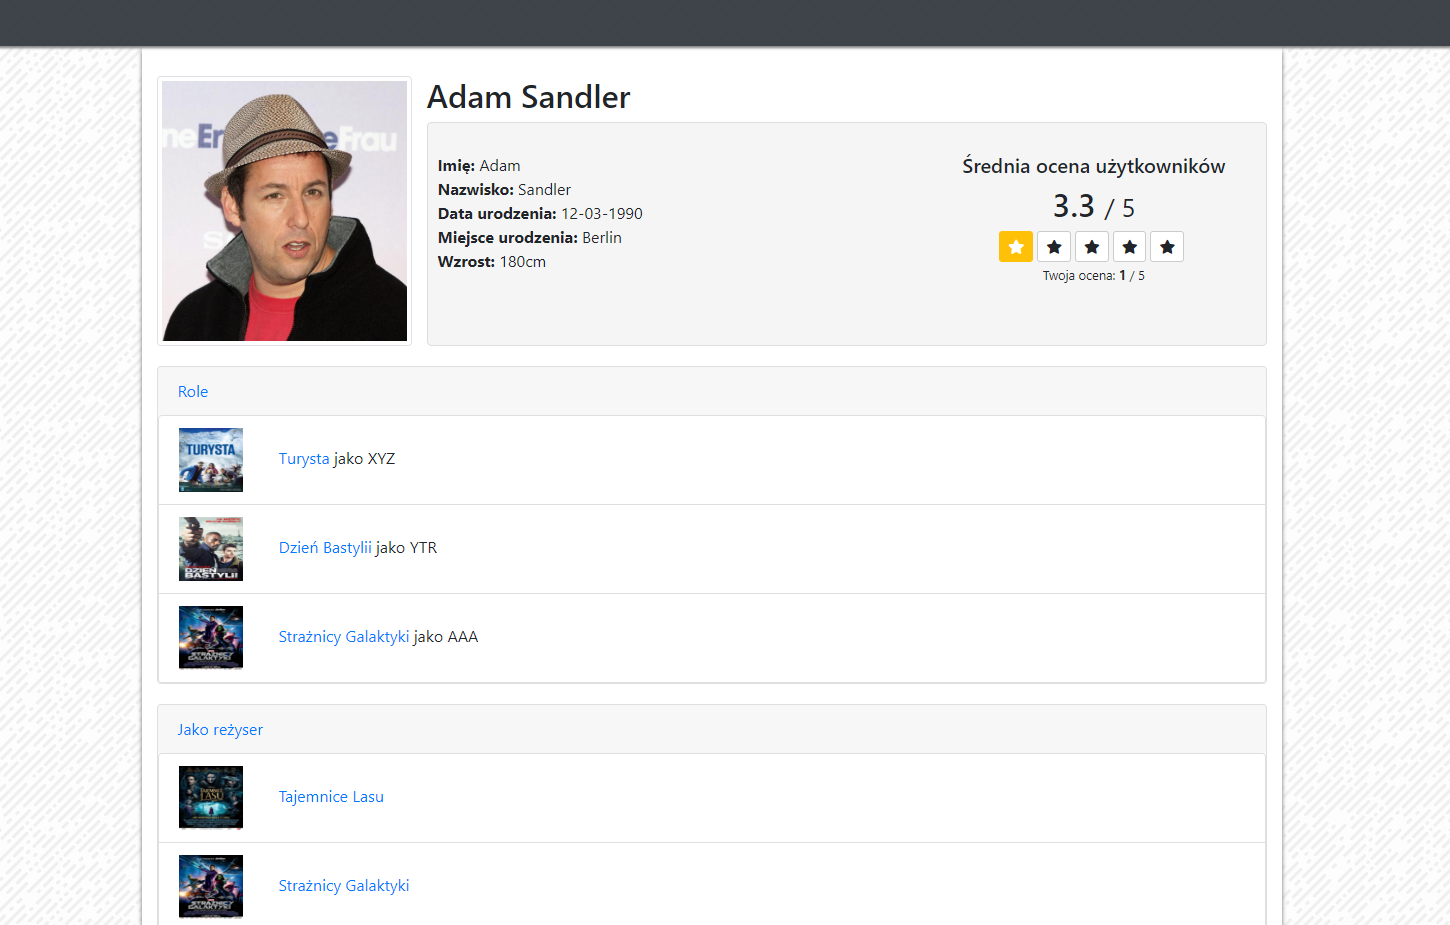 Adam Sandler
Imię: Adam
Nazwisko: Sandler
Data urodzenia: 12-03-1990
Miejsce urodzenia: Berlin
Wzrost: 180cm
Średnia ocena użytkowników
3.3 / 5
Twoja ocena: 1 / 5
Frau
Role
TURYSTA
Turysta jako XYZ
DZIEŃ
BASTYLII
Dzień Bastylii jako YTR
STRAŻNICY
GALAKTYKI
Strażnicy Galaktyki jako AAA
Jako reżyser
TAJEMNICE
LASU
Tajemnice Lasu
STRAŻNICY
GALAKTYKI
Strażnicy Galaktyki